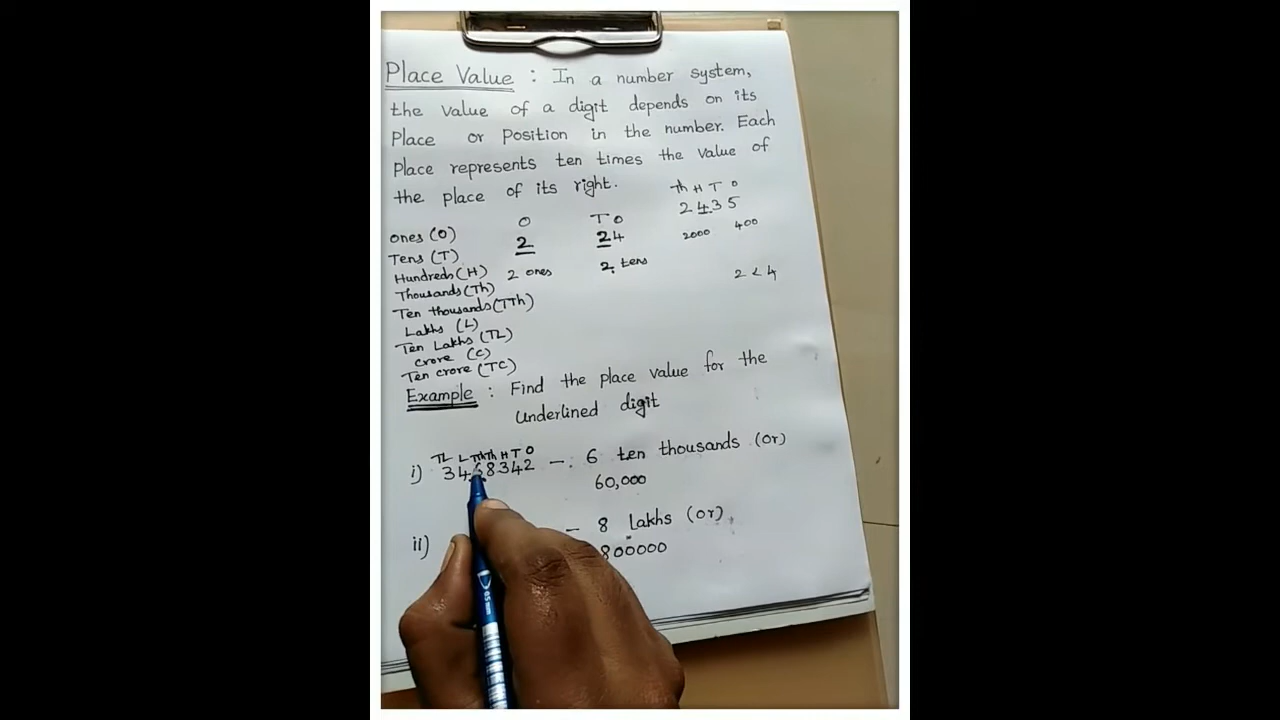 Place Value : In a number system,
the value of a digit depends on its
Place or Position in the number. Each
Place represents ten times the value of
the place of its right.
Th H T O
2 4 3 5
2000 400
2 < 4
O
2
2 ones
T O
24
2 tens
Ones (O)
Tens (T)
Hundreds (H)
Thousands (Th)
Ten thousands (TTh)
Lakhs (L)
Ten Lakhs (TL)
Crore (C)
Ten crore (TC)
Example : Find the place value for the
Underlined digit
TL L TTh Th H T O
i) 3468342 - 6 ten thousands (or)
60,000
ii) - 8 Lakhs (or)
800000
0.5 mm